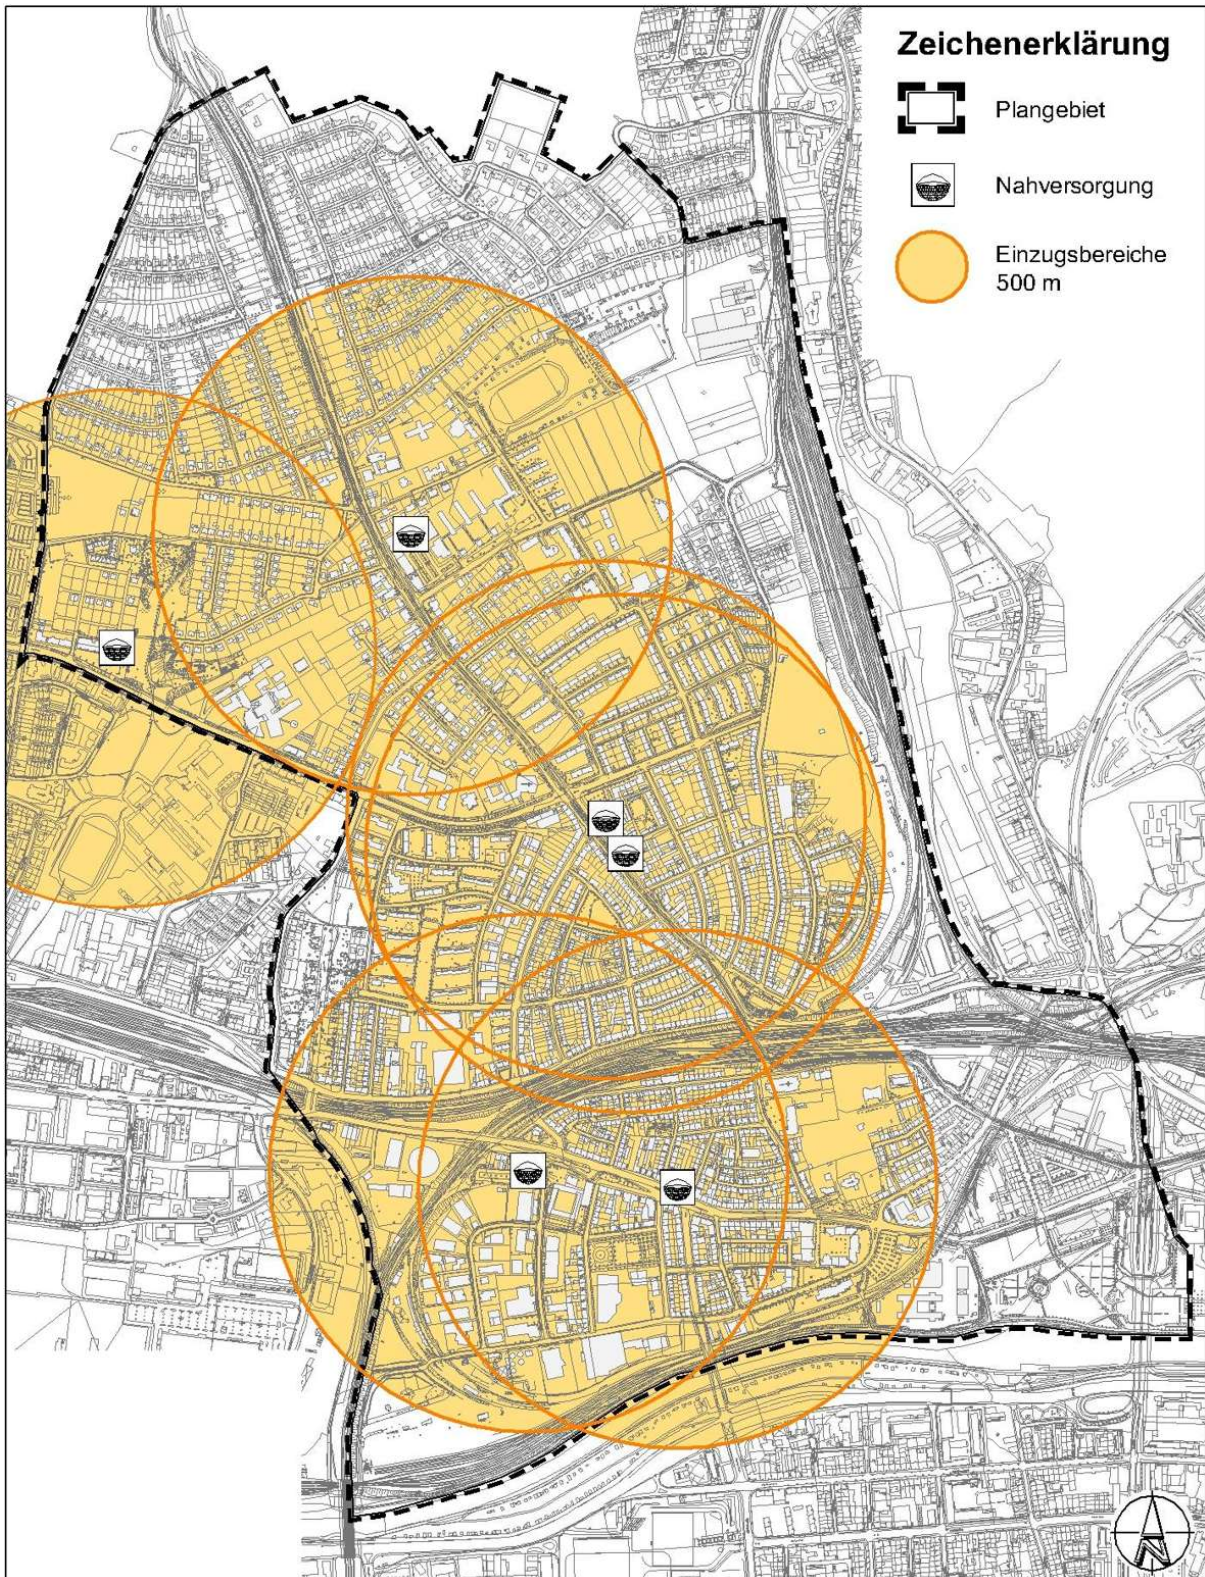 Zeichenerklärung
Plangebiet
Nahversorgung
Einzugsbereiche
500 m
N